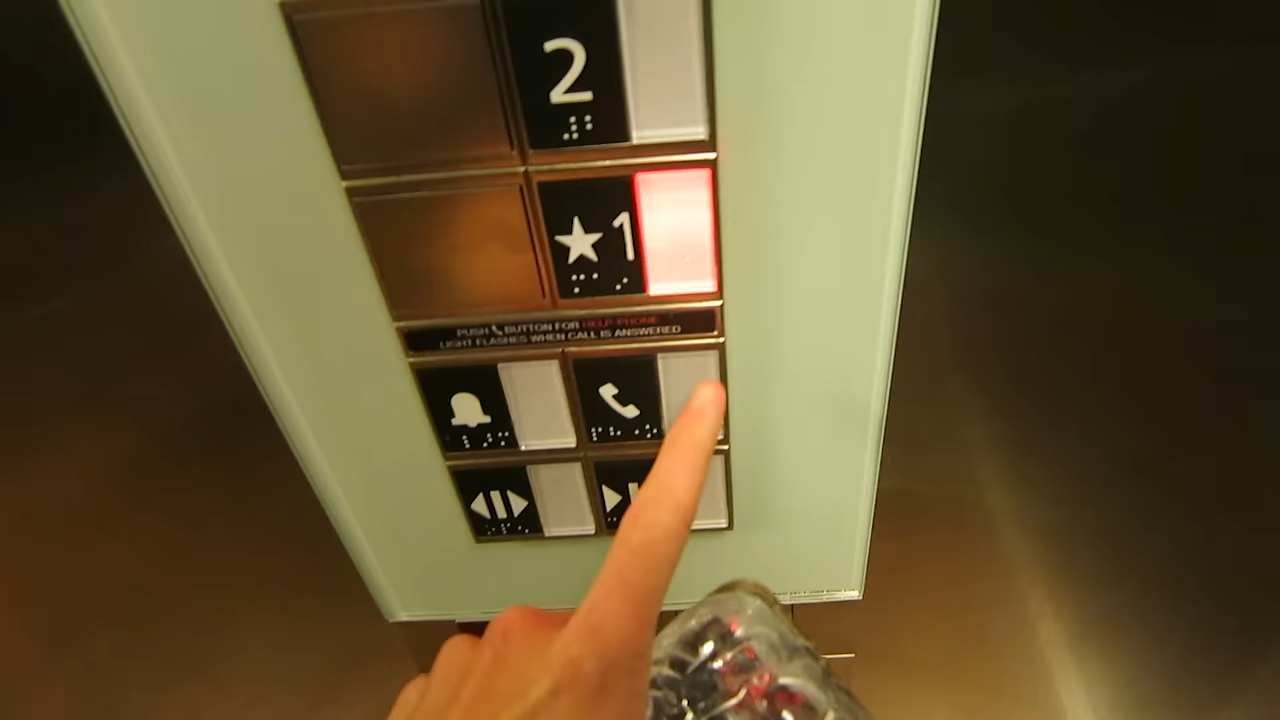 2
★1
PUSH BUTTON FOR HELP PHONE
LIGHT FLASHES WHEN CALL IS ANSWERED